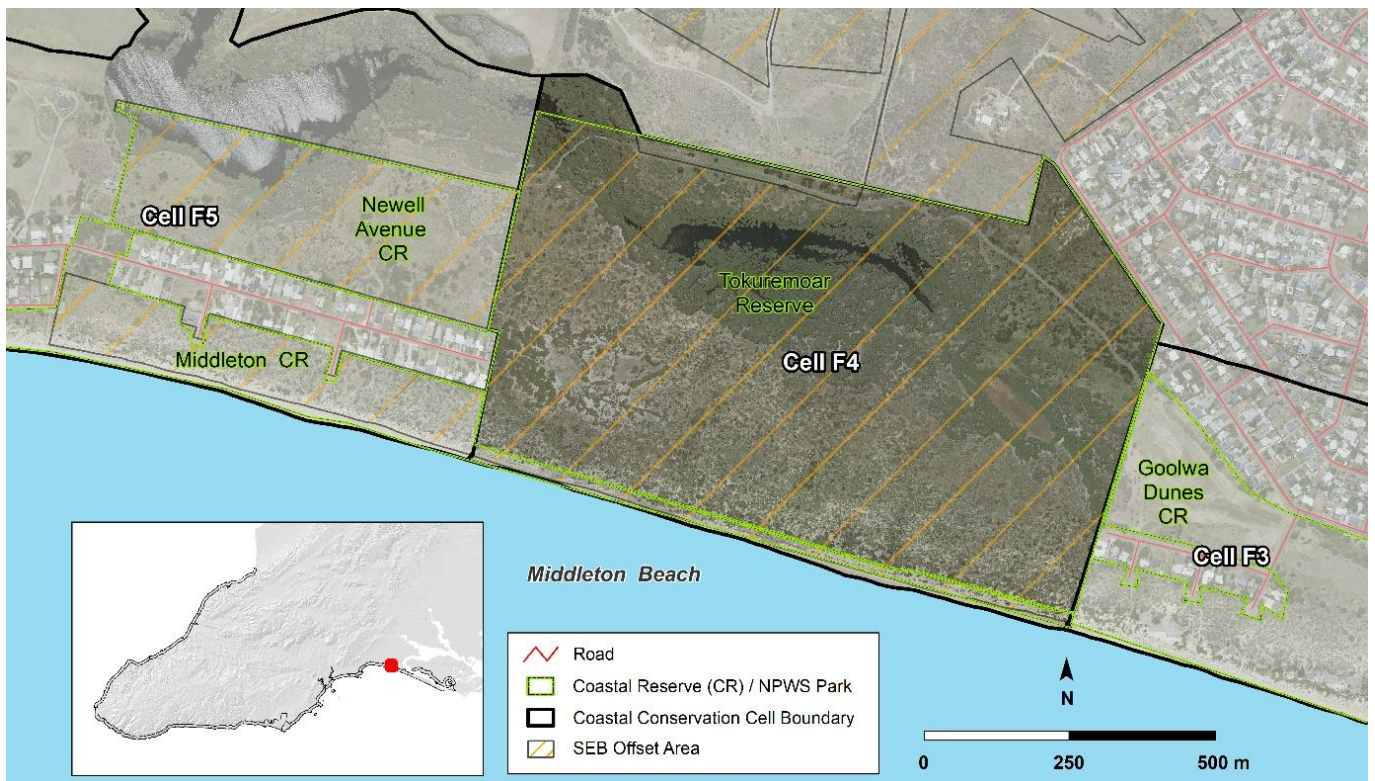 Cell F5
Newell
Avenue
CR
Middleton CR
Tokuremoar
Reserve
Cell F4
Goolwa
Dunes
CR
Cell F3
Middleton Beach
Road
Coastal Reserve (CR) / NPWS Park
Coastal Conservation Cell Boundary
SEB Offset Area
N
0 250 500 m